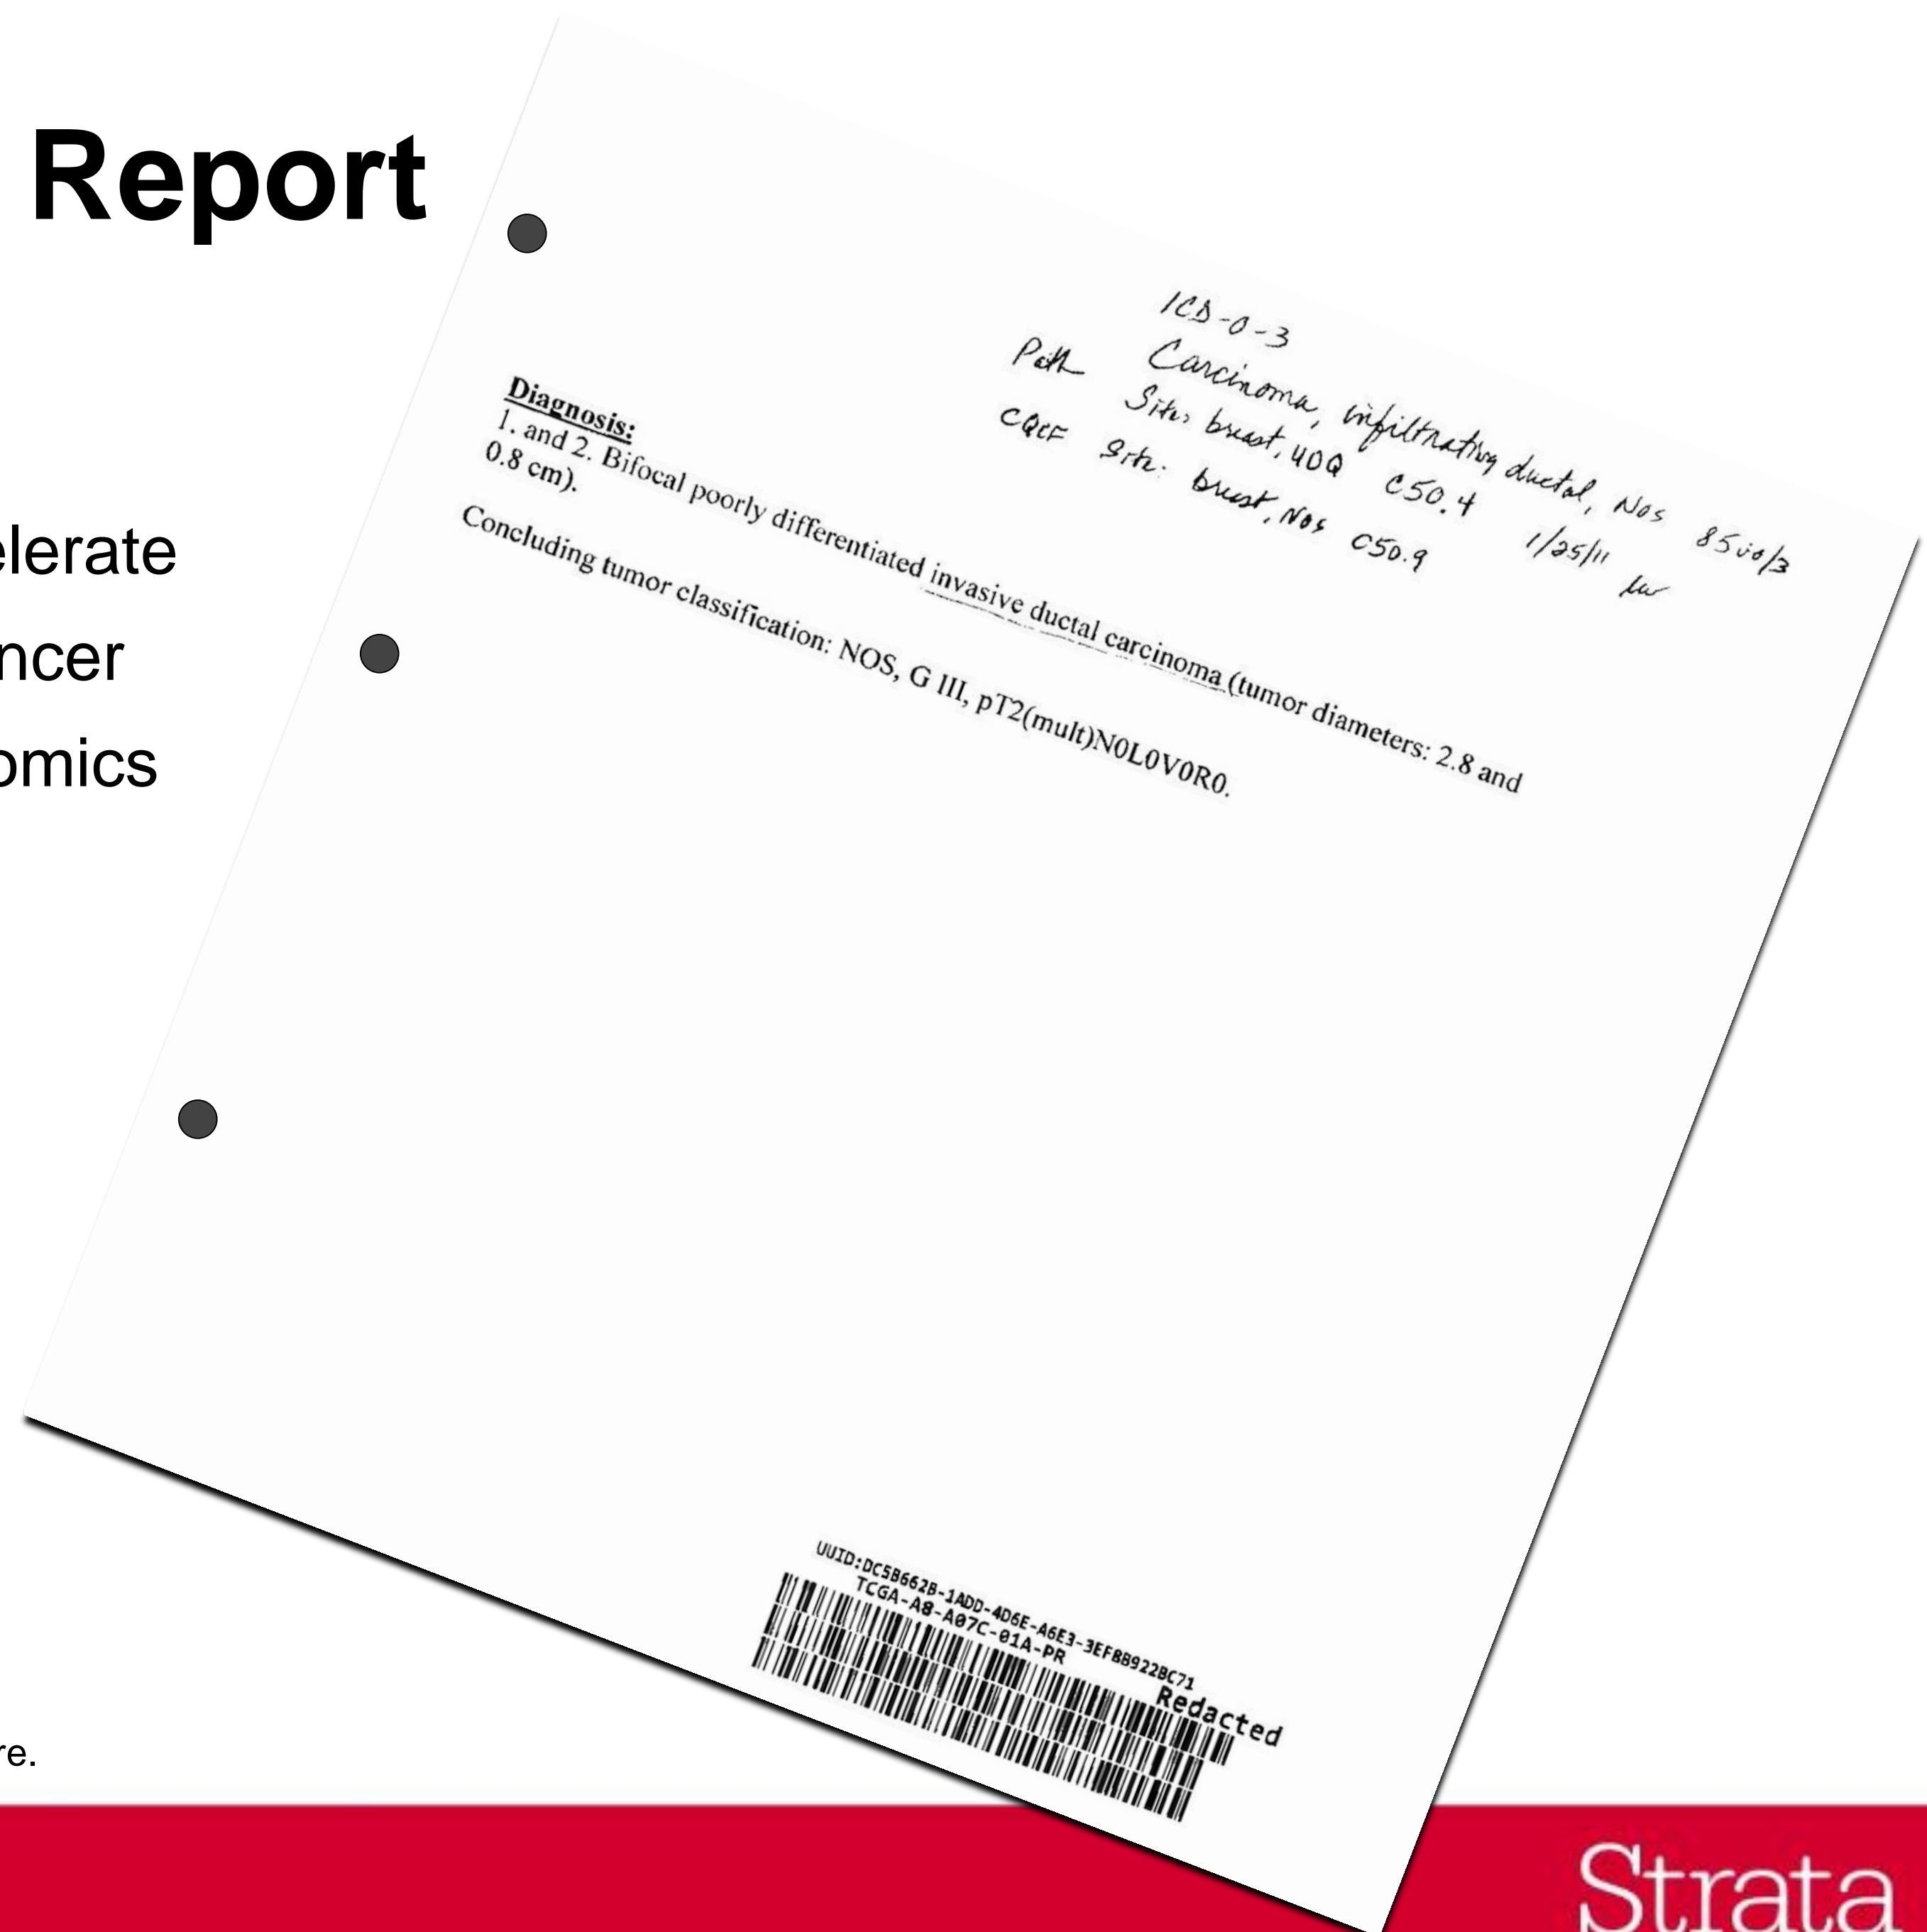 Report
elerate
ncer
omics
re.
ICD-O-3
Carcinoma, infiltrating ductal, NOS 8500/3
Path Site: breast, UOQ C50.4 1/25/11
CQCF Site: breast, NOS C50.9 lw
Diagnosis:
1. and 2. Bifocal poorly differentiated invasive ductal carcinoma (tumor diameters: 2.8 and
0.8 cm).
Concluding tumor classification: NOS, G III, pT2(mult)N0L0V0R0.
UUID:DC5B662B-1ADD-4D6E-A6E3-3EF8B922BC71
TCGA-A8-A07C-01A-PR
Redacted
Strata